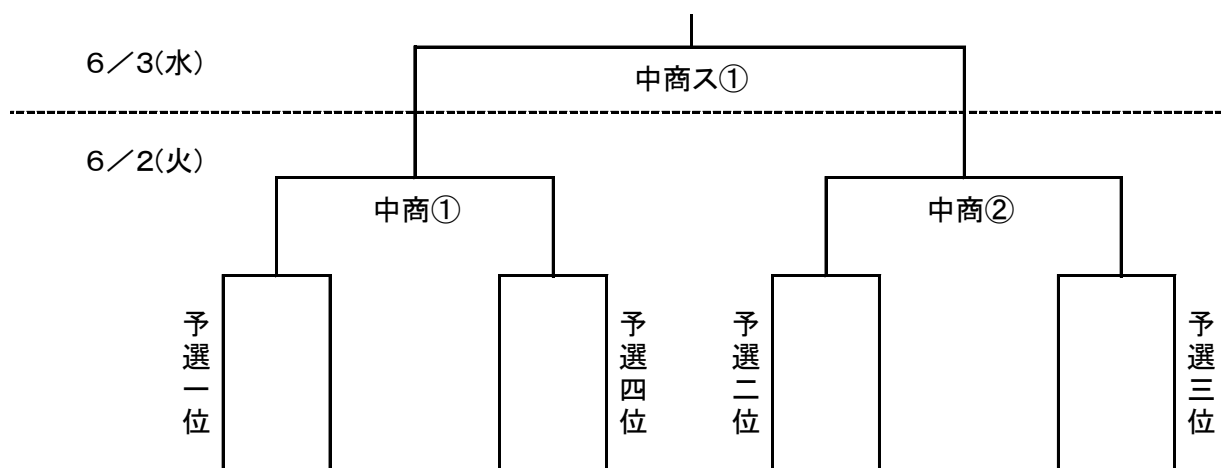 6／3(水)
中商ス①
6／2(火)
中商①
中商②
予選一位
予選四位
予選二位
予選三位